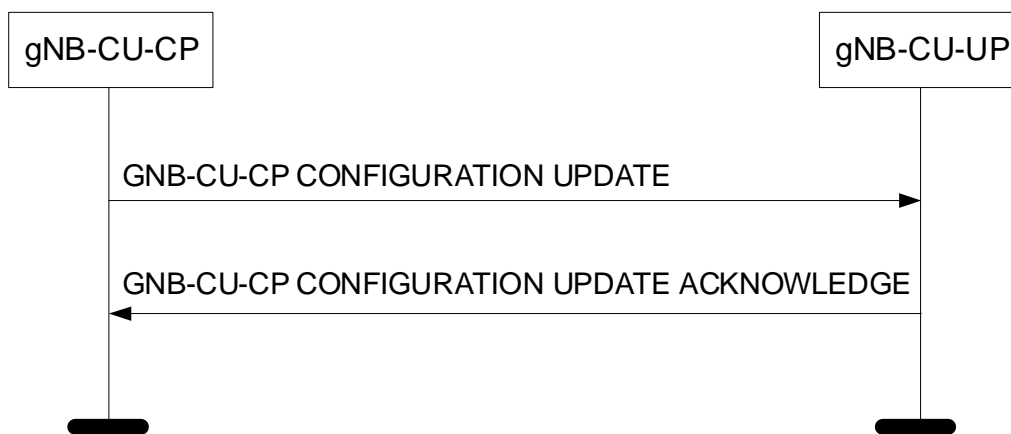 gNB-CU-CP
gNB-CU-UP
GNB-CU-CP CONFIGURATION UPDATE
GNB-CU-CP CONFIGURATION UPDATE ACKNOWLEDGE